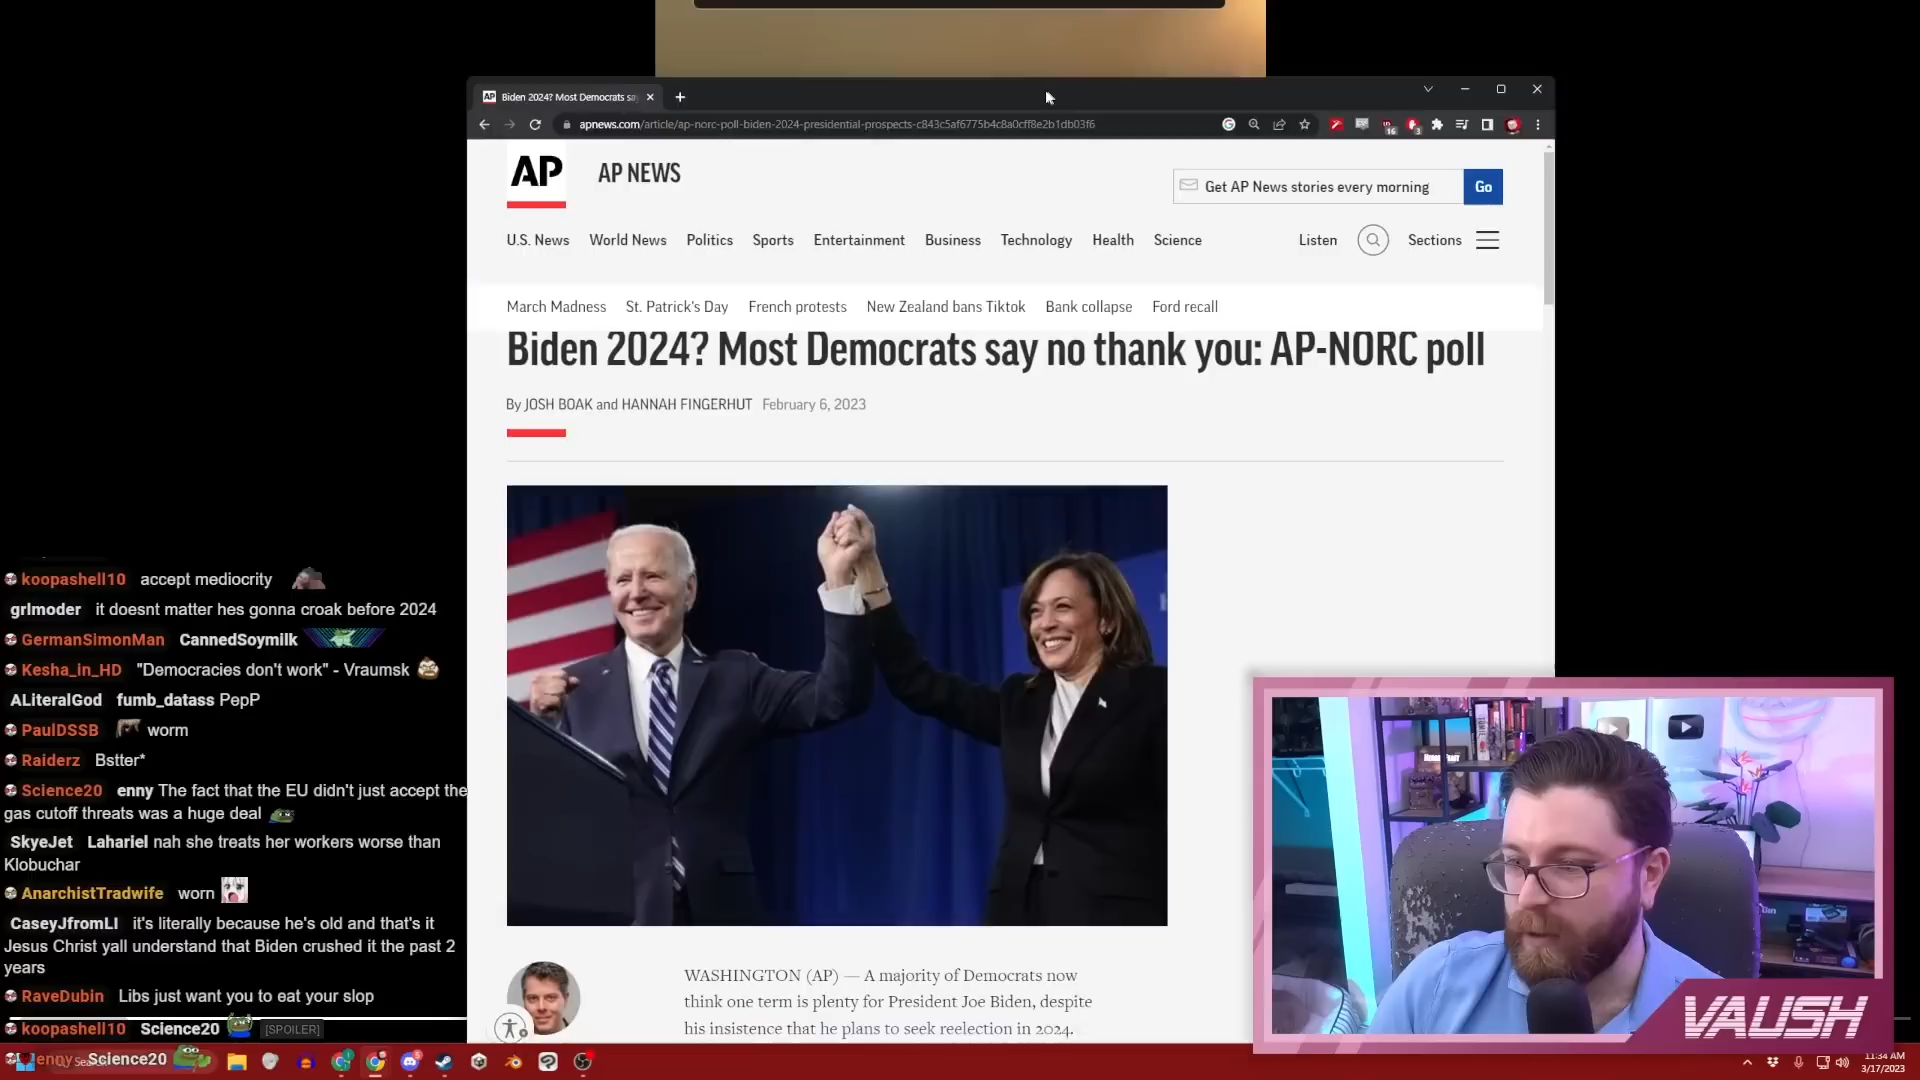 AP Biden 2024? Most Democrats sa
apnews.com/article/ap-norc-poll-biden-2024-presidential-prospects-c843c5af6775b4c8a0cff8e2b1db03f6
16
3
AP AP NEWS
Get AP News stories every morning Go
U.S. News World News Politics Sports Entertainment Business Technology Health Science Listen Sections
March Madness St. Patrick's Day French protests New Zealand bans Tiktok Bank collapse Ford recall
Biden 2024? Most Democrats say no thank you: AP-NORC poll
By JOSH BOAK and HANNAH FINGERHUT February 6, 2023
WASHINGTON (AP) — A majority of Democrats now
think one term is plenty for President Joe Biden, despite
his insistence that he plans to seek reelection in 2024.
koopashell10 accept mediocrity
grlmoder it doesnt matter hes gonna croak before 2024
GermanSimonMan CannedSoymilk
Kesha_in_HD "Democracies don't work" - Vraumsk
ALiteralGod fumb_datass PepP
PaulDSSB worm
Raiderz Bstter*
Science20 enny The fact that the EU didn't just accept the
gas cutoff threats was a huge deal
SkyeJet Lahariel nah she treats her workers worse than
Klobuchar
AnarchistTradwife worn
CaseyJfromLI it's literally because he's old and that's it
Jesus Christ yall understand that Biden crushed it the past 2
years
RaveDubin Libs just want you to eat your slop
koopashell10 Science20 [SPOILER]
enny Science20
VAUSH
11:34 AM
3/17/2023